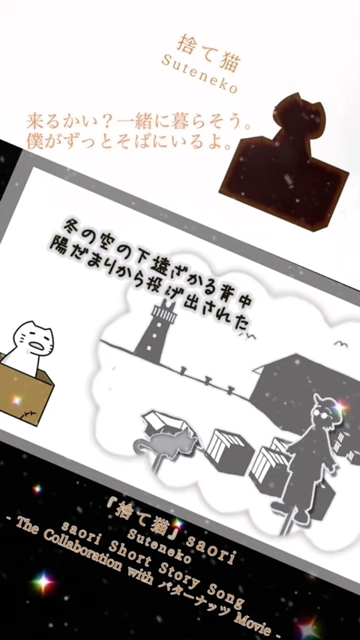 捨て猫
Suteneko
来るかい？一緒に暮らそう。
僕がずっとそばにいるよ。
冬の空の下遠ざかる背中
陽だまりから投げ出された
「捨て猫」saori
Suteneko
saori Short Story Song
- The Collaboration with バターナッツ Movie